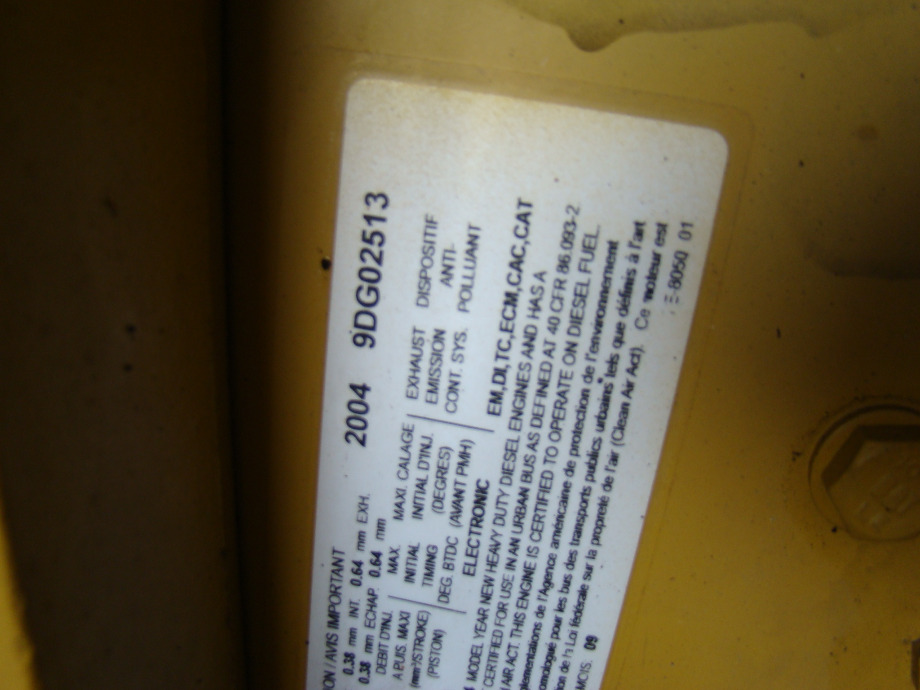 2004 9DG02513
ION / AVIS IMPORTANT
0.38 mm INT. 0.64 mm EXH.
0.38 mm ECHAP. 0.64 mm
DEBIT D'INJ.
A PUIS. MAXI
(mm³/STROKE)
(PISTON)
MAX.
INITIAL
TIMING
DEG. BTDC
MAXI. CALAGE
INITIAL D'INJ.
(DEGRES)
(AVANT PMH)
EXHAUST
EMISSION
CONT. SYS.
DISPOSITIF
ANTI-
POLLUANT
ELECTRONIC EM,DI,TC,ECM,CAC,CAT
MODEL YEAR NEW HEAVY DUTY DIESEL ENGINES AND HAS A
CERTIFIED FOR USE IN AN URBAN BUS AS DEFINED AT 40 CFR 86.093-2
AIR ACT. THIS ENGINE IS CERTIFIED TO OPERATE ON DIESEL FUEL
plementations de l'Agence américaine de protection de l'environnement
omologué pour les bus des transports publics urbains tels que définis à l'art
tion de la Loi fédérale sur la propreté de l'air (Clean Air Act). Ce moteur est
MOIS. 09 E-8050 01